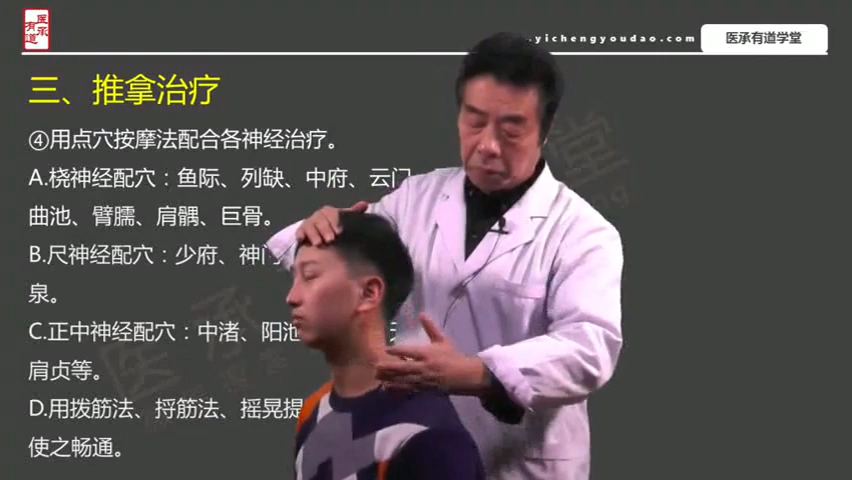 医承有道
.yichengyoudao.com
医承有道学堂
三、推拿治疗
④用点穴按摩法配合各神经治疗。
A.桡神经配穴：鱼际、列缺、中府、云门
曲池、臂臑、肩髃、巨骨。
B.尺神经配穴：少府、神门
泉。
C.正中神经配穴：中渚、阳池
肩贞等。
D.用拨筋法、捋筋法、摇晃提
使之畅通。